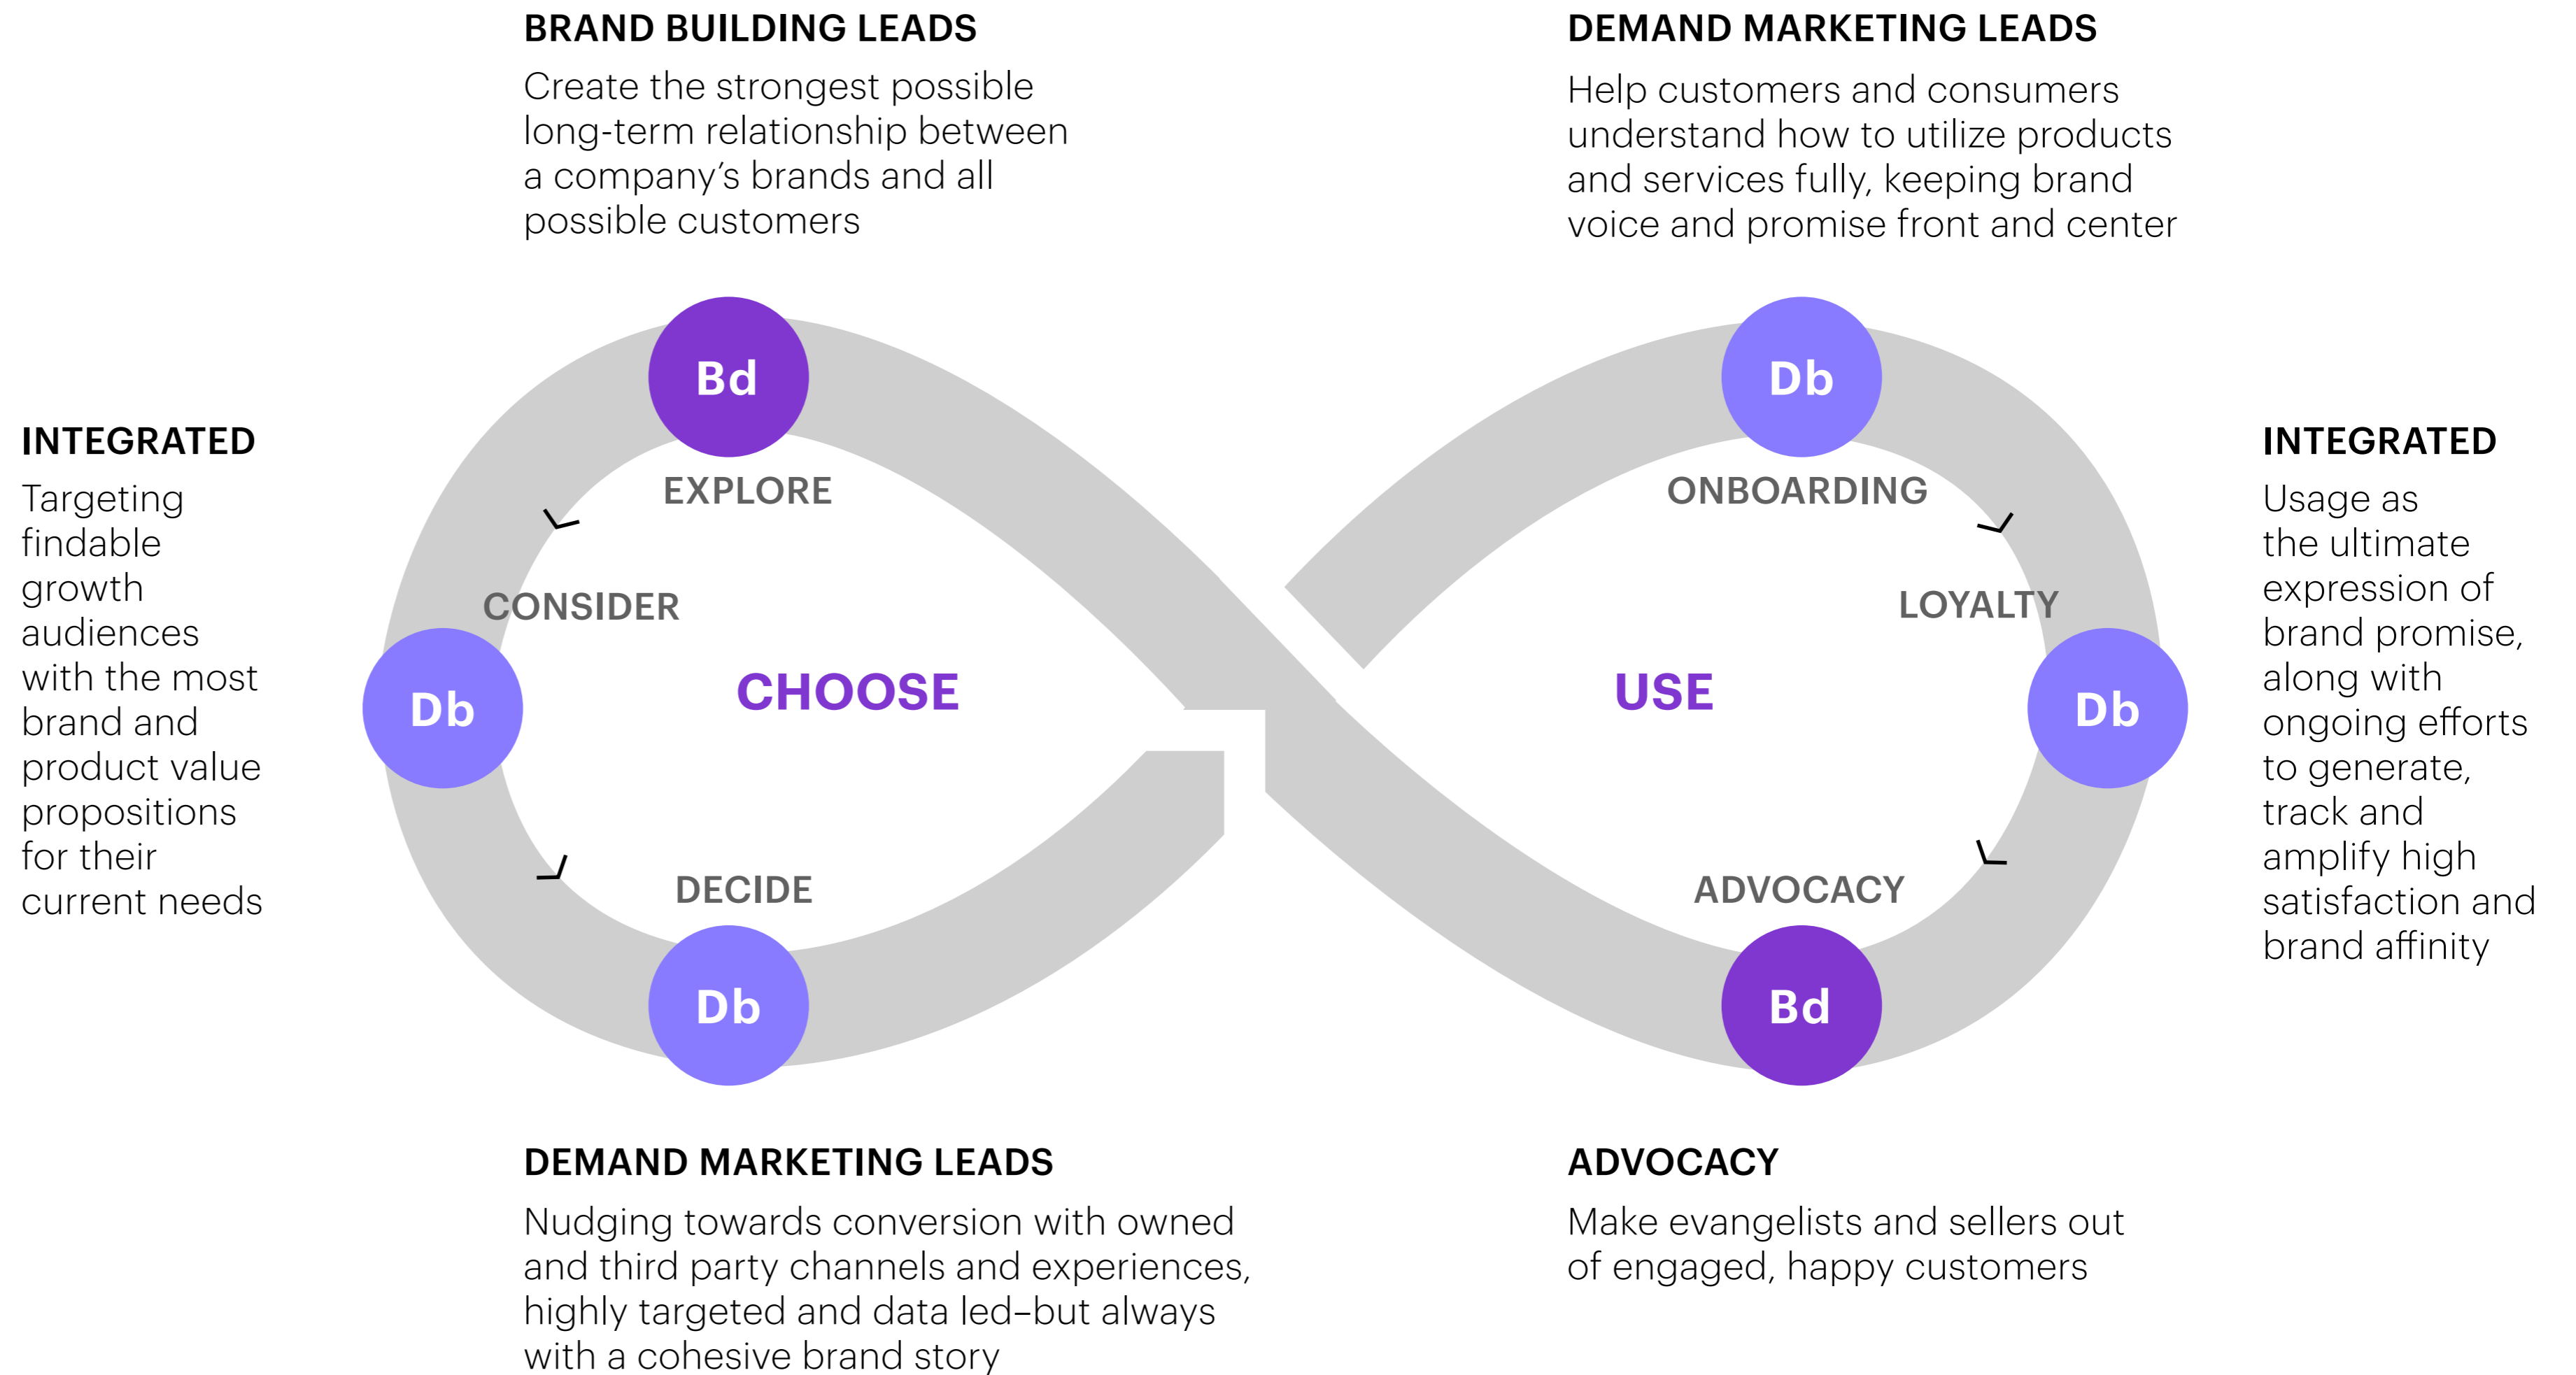 BRAND BUILDING LEADS
Create the strongest possible
long-term relationship between
a company’s brands and all
possible customers
DEMAND MARKETING LEADS
Help customers and consumers
understand how to utilize products
and services fully, keeping brand
voice and promise front and center
INTEGRATED
Targeting
findable
growth
audiences
with the most
brand and
product value
propositions
for their
current needs
Bd
EXPLORE
CONSIDER
Db
CHOOSE
DECIDE
Db
Db
ONBOARDING
LOYALTY
Db
USE
ADVOCACY
Bd
INTEGRATED
Usage as
the ultimate
expression of
brand promise,
along with
ongoing efforts
to generate,
track and
amplify high
satisfaction and
brand affinity
DEMAND MARKETING LEADS
Nudging towards conversion with owned
and third party channels and experiences,
highly targeted and data led–but always
with a cohesive brand story
ADVOCACY
Make evangelists and sellers out
of engaged, happy customers